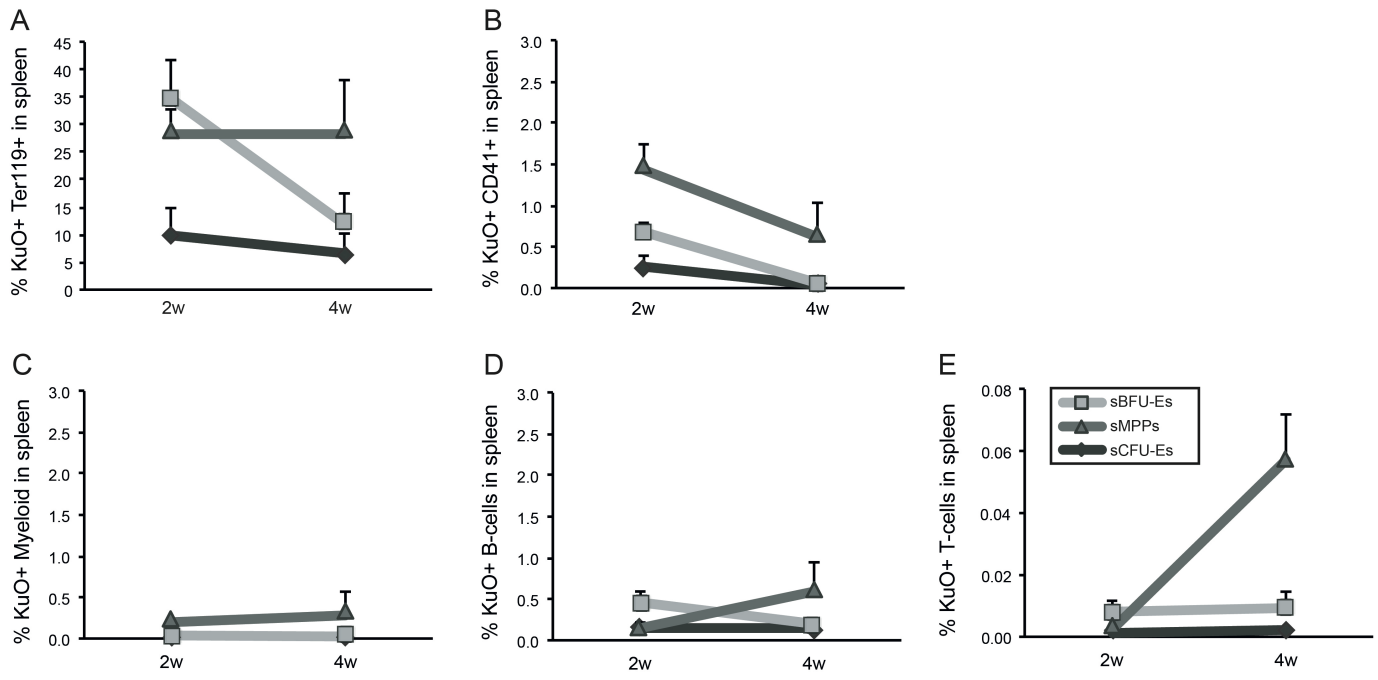 A
% KuO+ Ter119+ in spleen
45
40
35
30
25
20
15
10
5
0
2w
4w
B
% KuO+ CD41+ in spleen
3.0
2.5
2.0
1.5
1.0
0.5
0.0
2w
4w
C
% KuO+ Myeloid in spleen
3.0
2.5
2.0
1.5
1.0
0.5
0.0
2w
4w
D
% KuO+ B-cells in spleen
3.0
2.5
2.0
1.5
1.0
0.5
0.0
2w
4w
E
% KuO+ T-cells in spleen
0.08
0.06
0.04
0.02
0.00
2w
4w
sBFU-Es
sMPPs
sCFU-Es